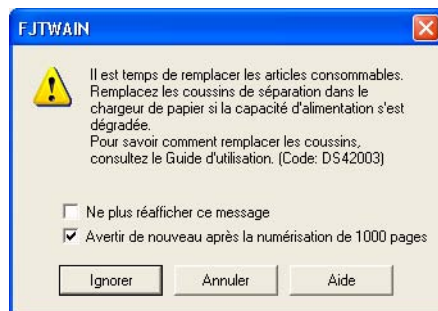 FJTWAIN
Il est temps de remplacer les articles consommables.
Remplacez les coussins de séparation dans le
chargeur de papier si la capacité d'alimentation s'est
dégradée.
Pour savoir comment remplacer les coussins,
consultez le Guide d'utilisation. (Code: DS42003)
Ne plus réafficher ce message
Avertir de nouveau après la numérisation de 1000 pages
Ignorer Annuler Aide